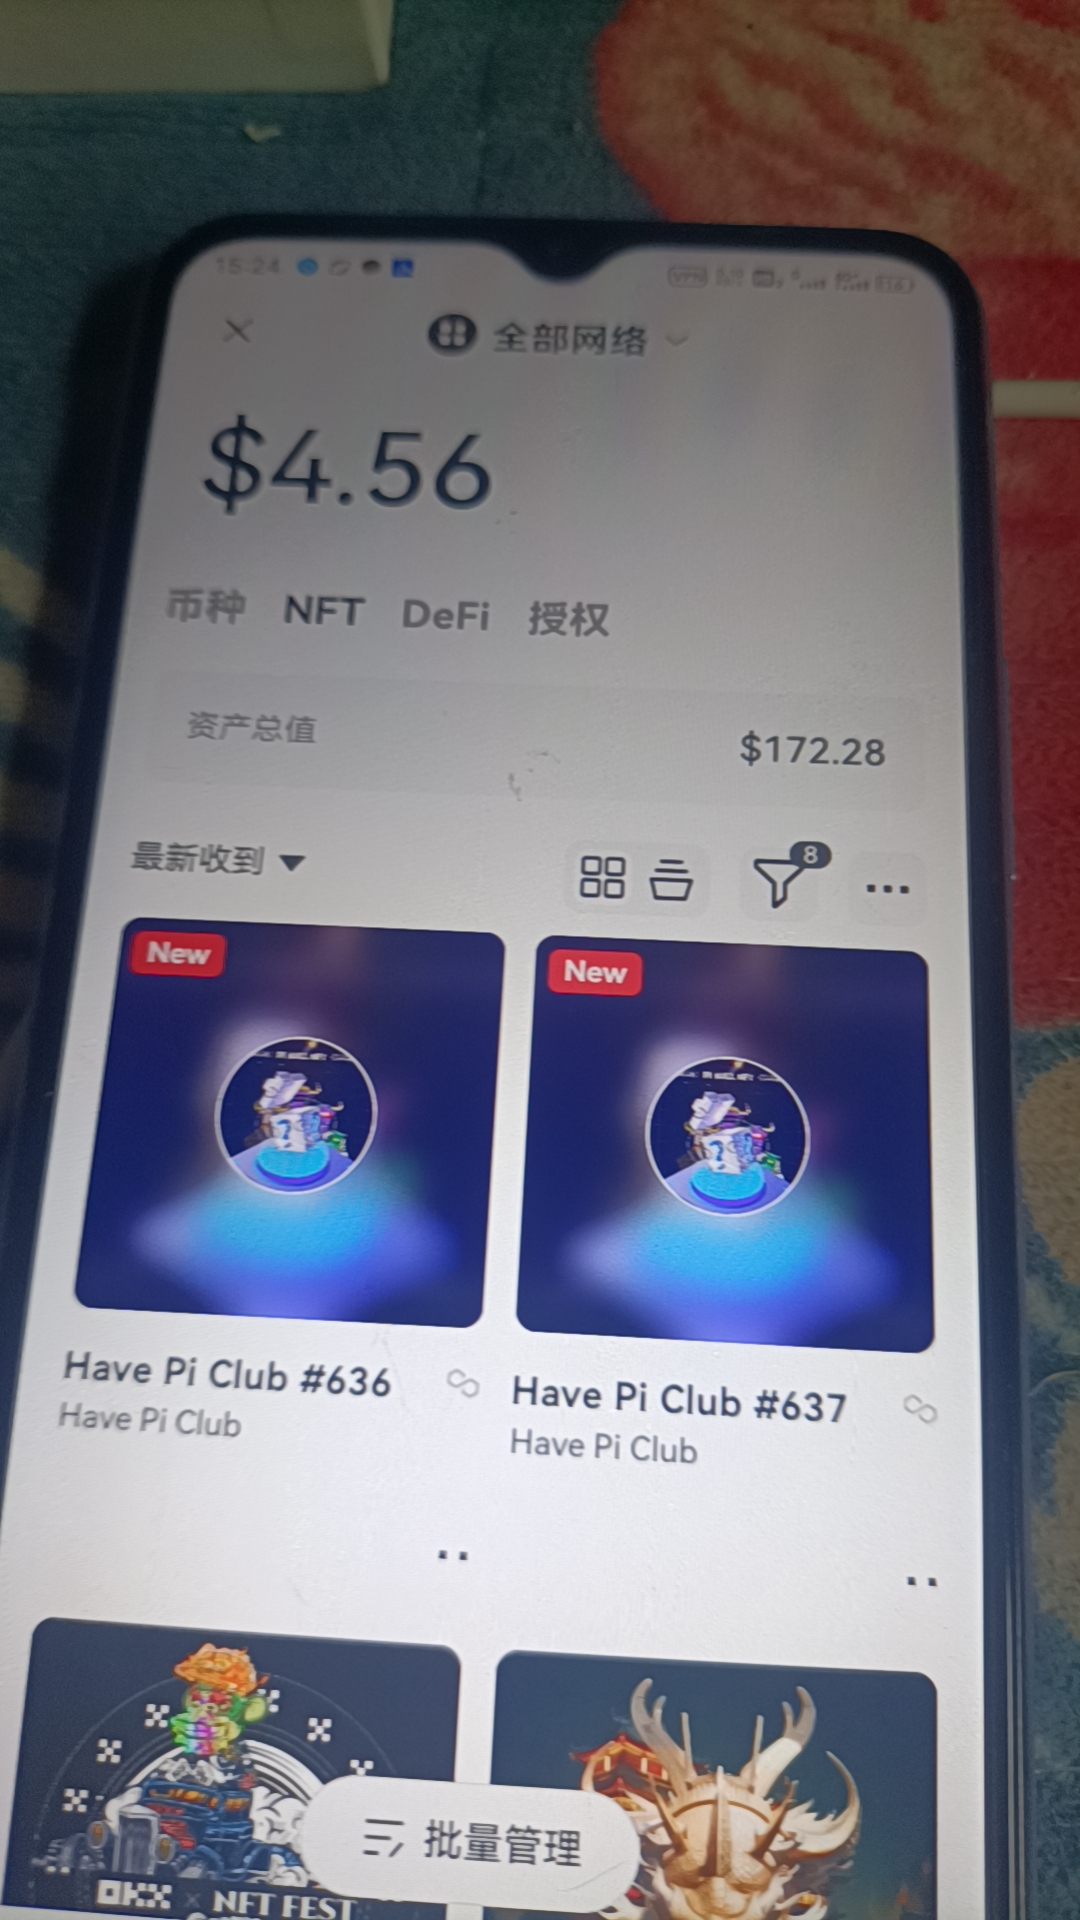 15:24
VPN
全部网络
$4.56
币种 NFT DeFi 授权
资产总值 $172.28
最新收到
8
New
New
Have Pi Club #636
Have Pi Club
Have Pi Club #637
Have Pi Club
批量管理
OKX × NFT FEST